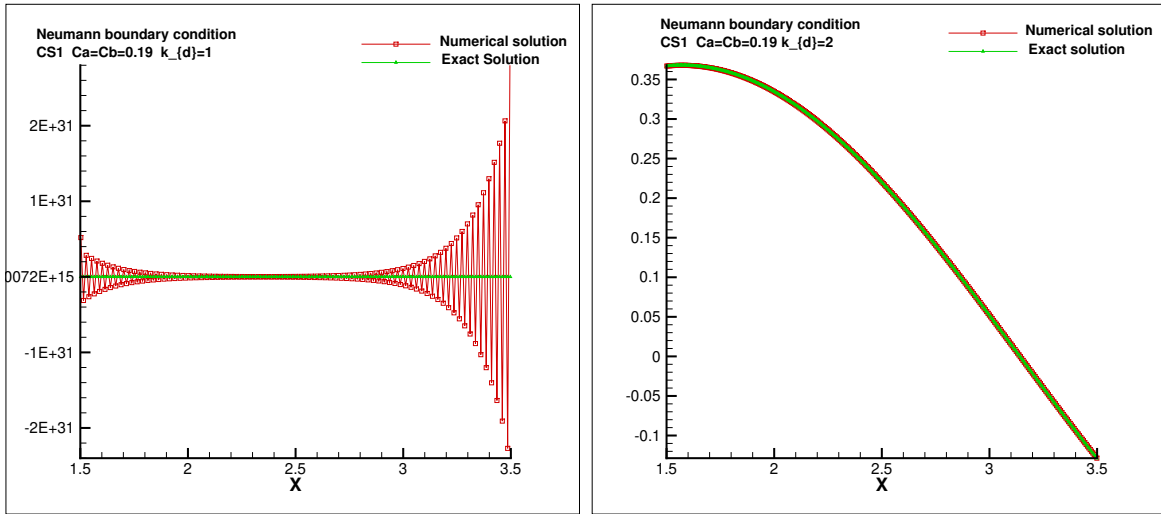 Neumann boundary condition
CS1 Ca=Cb=0.19 k_{d}=1
Numerical solution
Exact Solution
2E+31
1E+31
0072E+15
-1E+31
-2E+31
1.5 2 2.5 3 3.5
X
Neumann boundary condition
CS1 Ca=Cb=0.19 k_{d}=2
Numerical solution
Exact solution
0.35
0.3
0.25
0.2
0.15
0.1
0.05
0
-0.05
-0.1
1.5 2 2.5 3 3.5
X